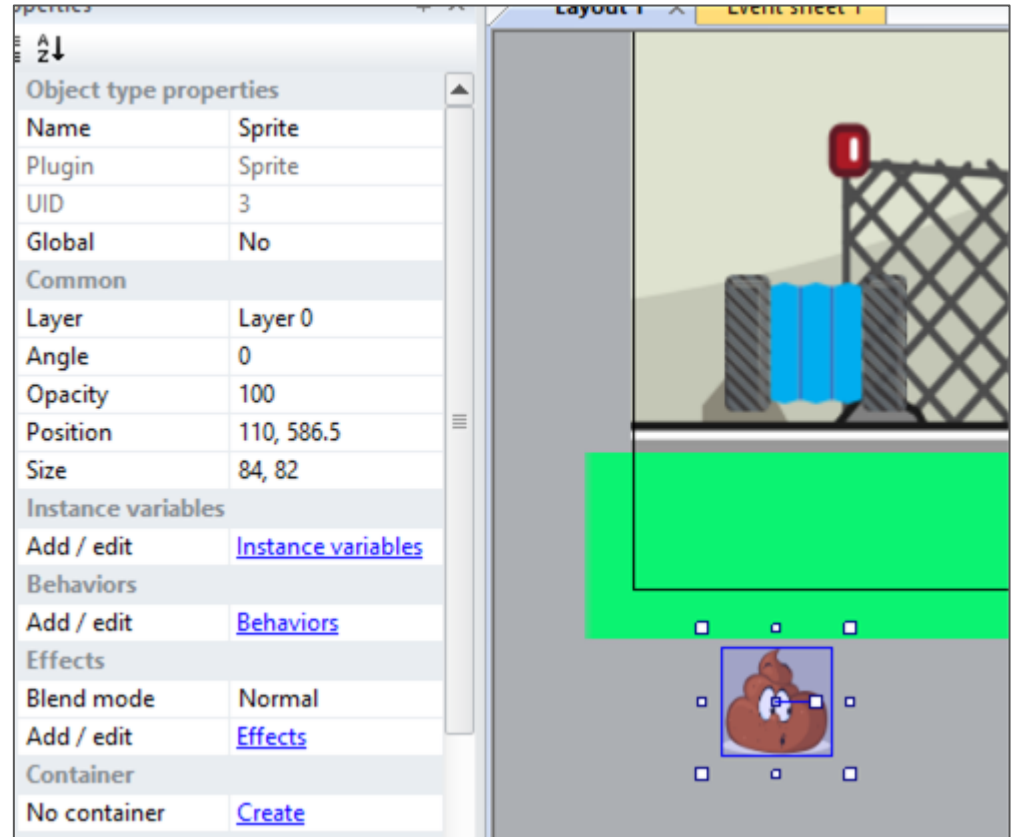 Properties
Layout 1 Event sheet 1
Object type properties
Name Sprite
Plugin Sprite
UID 3
Global No
Common
Layer Layer 0
Angle 0
Opacity 100
Position 110, 586.5
Size 84, 82
Instance variables
Add / edit Instance variables
Behaviors
Add / edit Behaviors
Effects
Blend mode Normal
Add / edit Effects
Container
No container Create